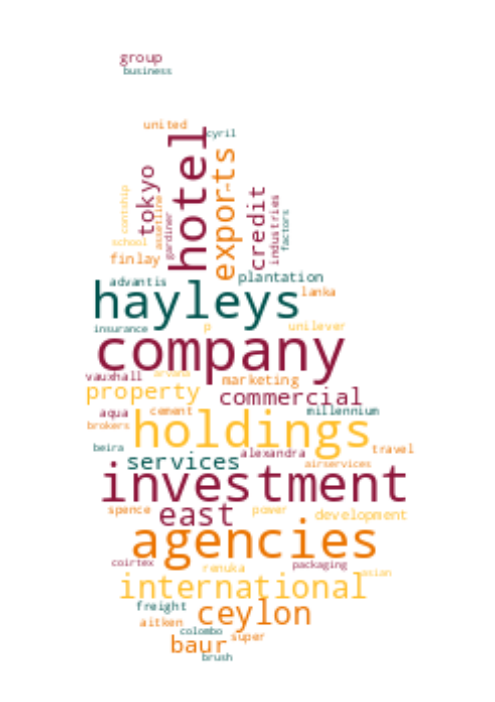 group
business
united
cyril
hotel
exports
tokyo
contship
assetline
gardiner
credit
industries
factors
school
finlay
plantation
advantis
lanka
hayleys
insurance
p
unilever
company
vauxhall
marketing
property
commercial
aqua
cement
millennium
brokers
holdings
beira
services
alexandra
travel
airservices
investment
spence
east
power
development
agencies
coirtex
renuka
packaging
asian
international
freight
ceylon
aitken
colombo
super
baur
brush